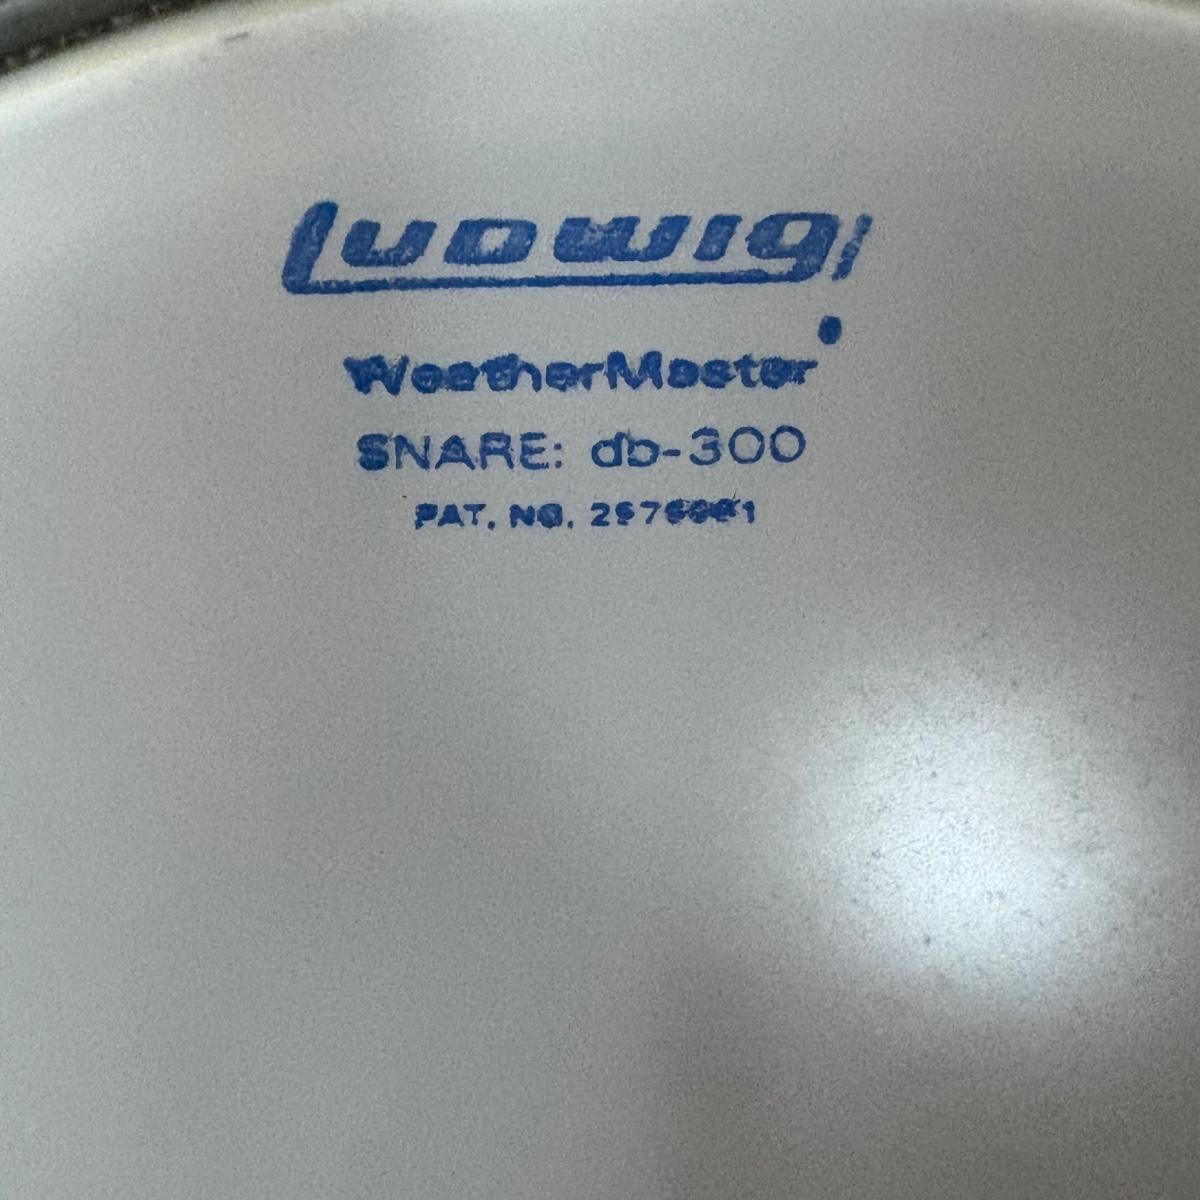 Ludwig
WeatherMaster
SNARE: db-300
PAT. NO.